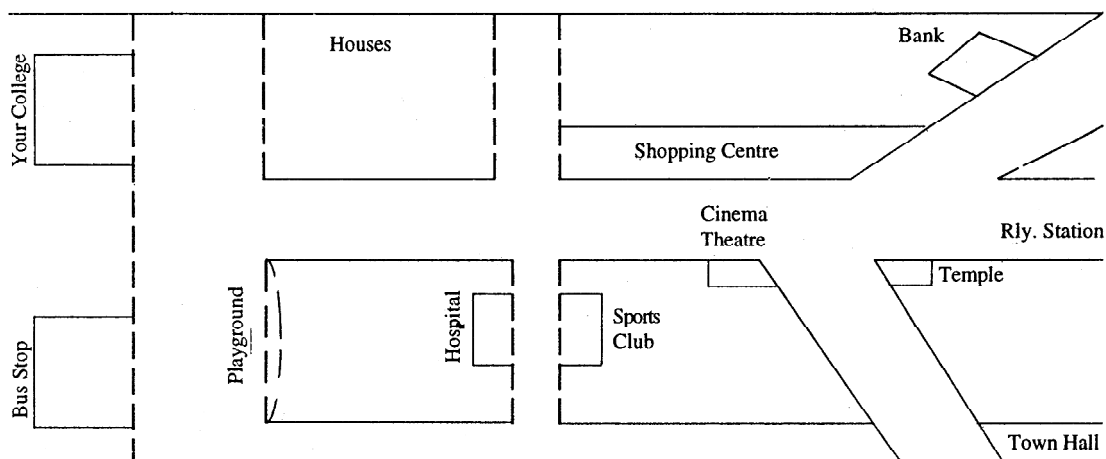 Houses
Bank
Your College
Shopping Centre
Cinema
Theatre
Rly. Station
Temple
Playground
Hospital
Sports
Club
Bus Stop
Town Hall